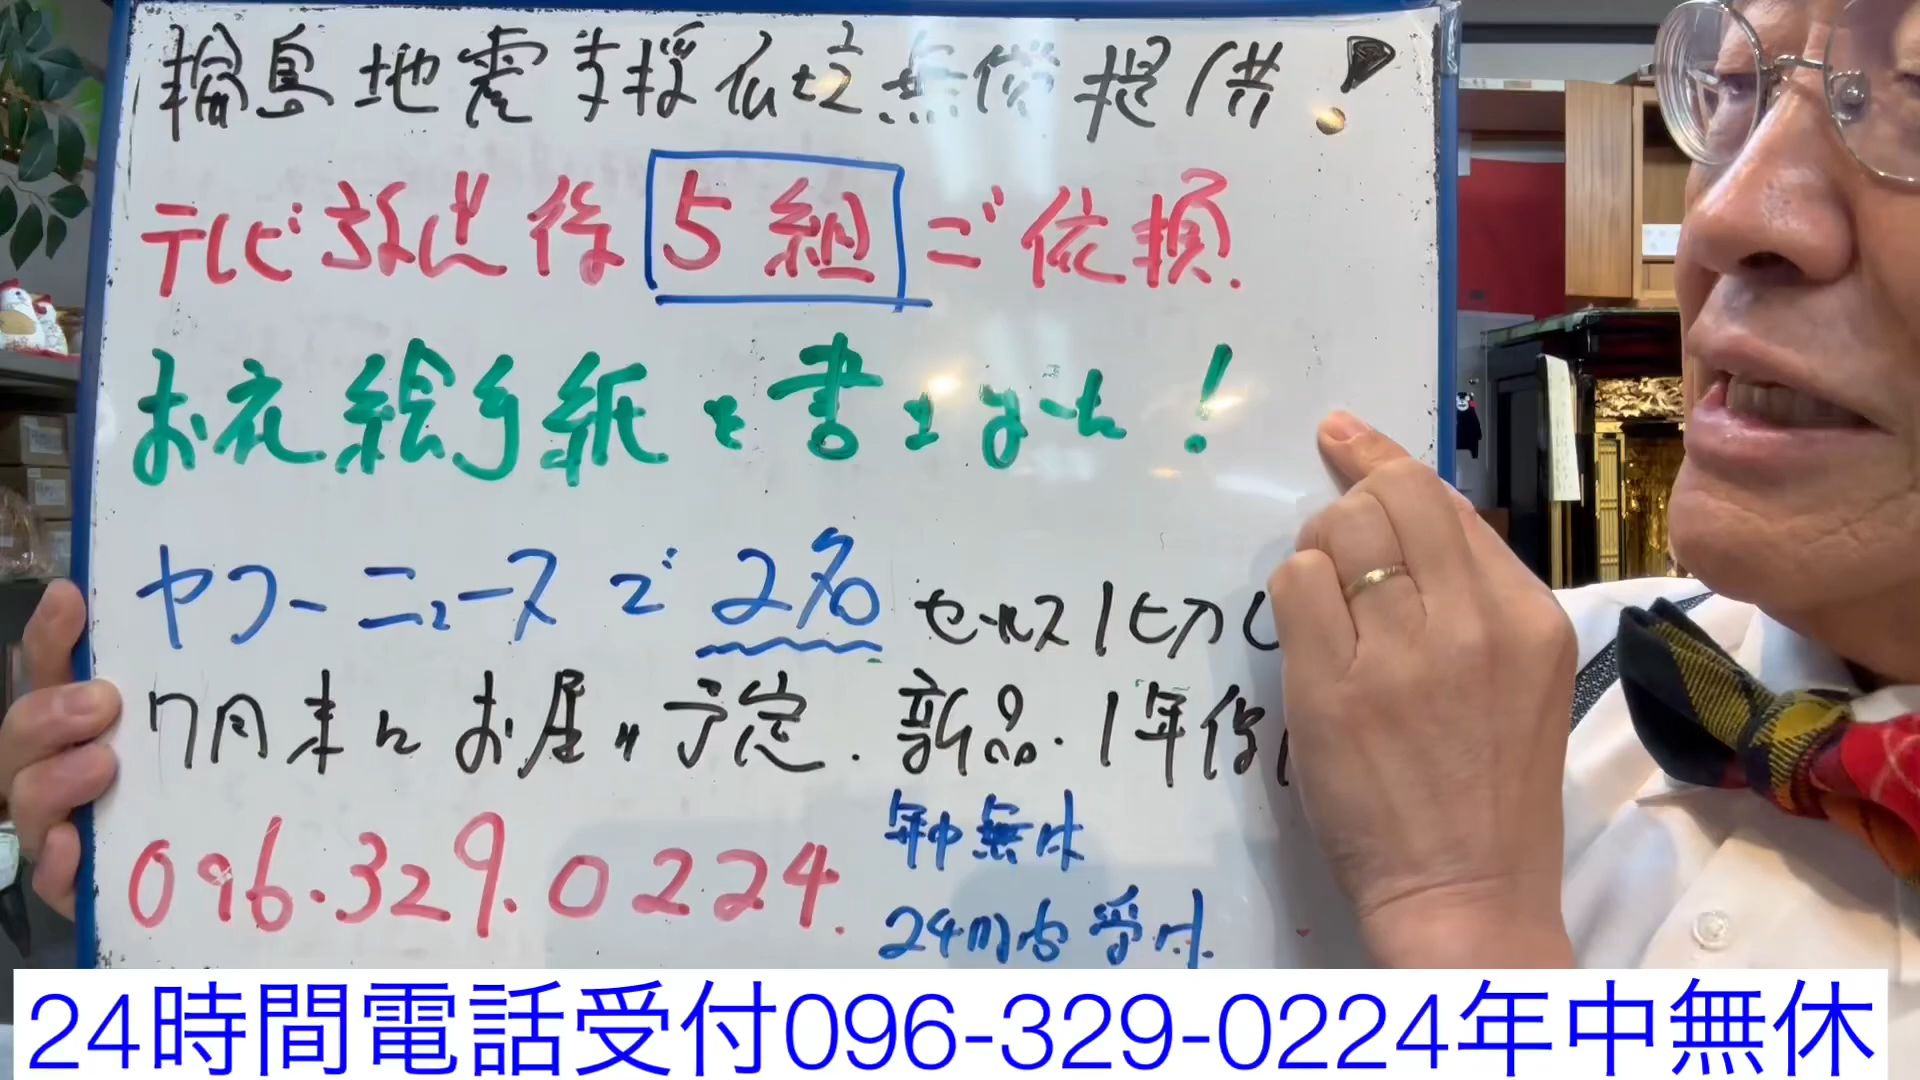 輪島地震支援仏壇無償提供!
テレビ放送後 5組 ご依頼.
お礼絵手紙を書きました!
ヤフーニュースで 2名 セールス1切
7月末にお届け予定. 新品. 1年保
096.329.0224. 年中無休
24時間受付.
24時間電話受付096-329-0224年中無休